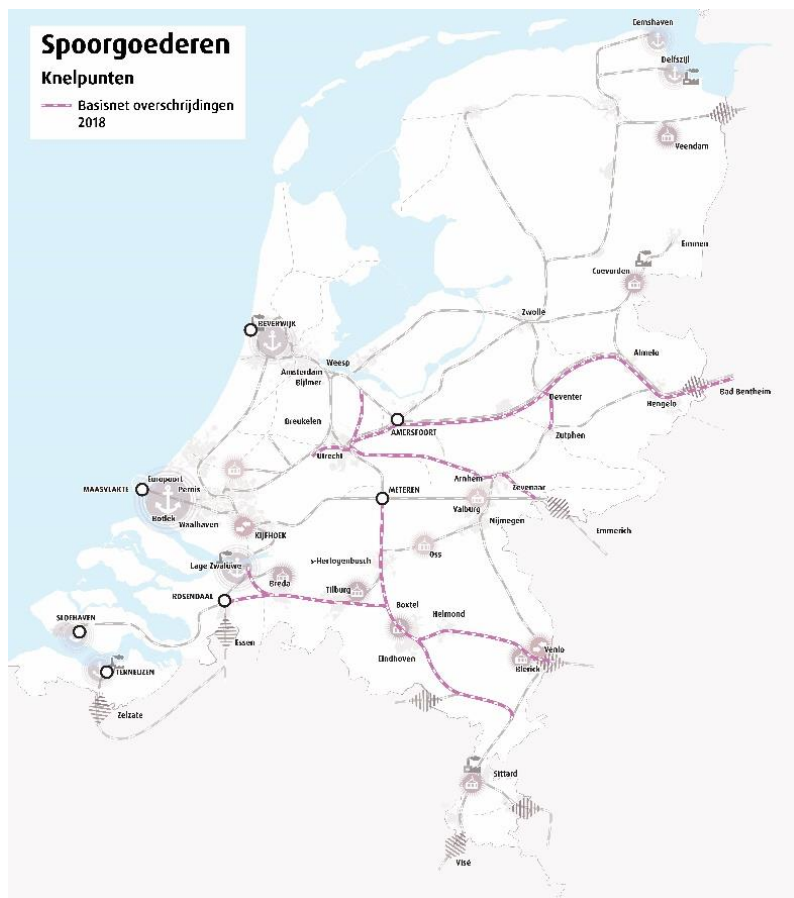 Spoorgoederen
Knelpunten
Basisnet overschrijdingen
2018
Eemshaven
Delfzijl
Veendam
Emmen
Coevorden
Zwolle
BEVERWIJK
Weesp
Amsterdam
Bijlmer
Almelo
Bad Bentheim
Hengelo
Deventer
Breukelen
AMERSFOORT
Zutphen
Utrecht
Arnhem
Zevenaar
Europoort
MAASVLAKTE
Pernis
METEREN
Botlek
Waalhaven
Valburg
Nijmegen
Emmerich
KIJFHOEK
Oss
's-Hertogenbosch
Lage Zwaluwe
Breda
Tilburg
ROSENDAAL
Boxtel
Helmond
SLOEHAVEN
Essen
Venlo
Eindhoven
Blerick
TERNEUZEN
Zelzate
Sittard
Visé